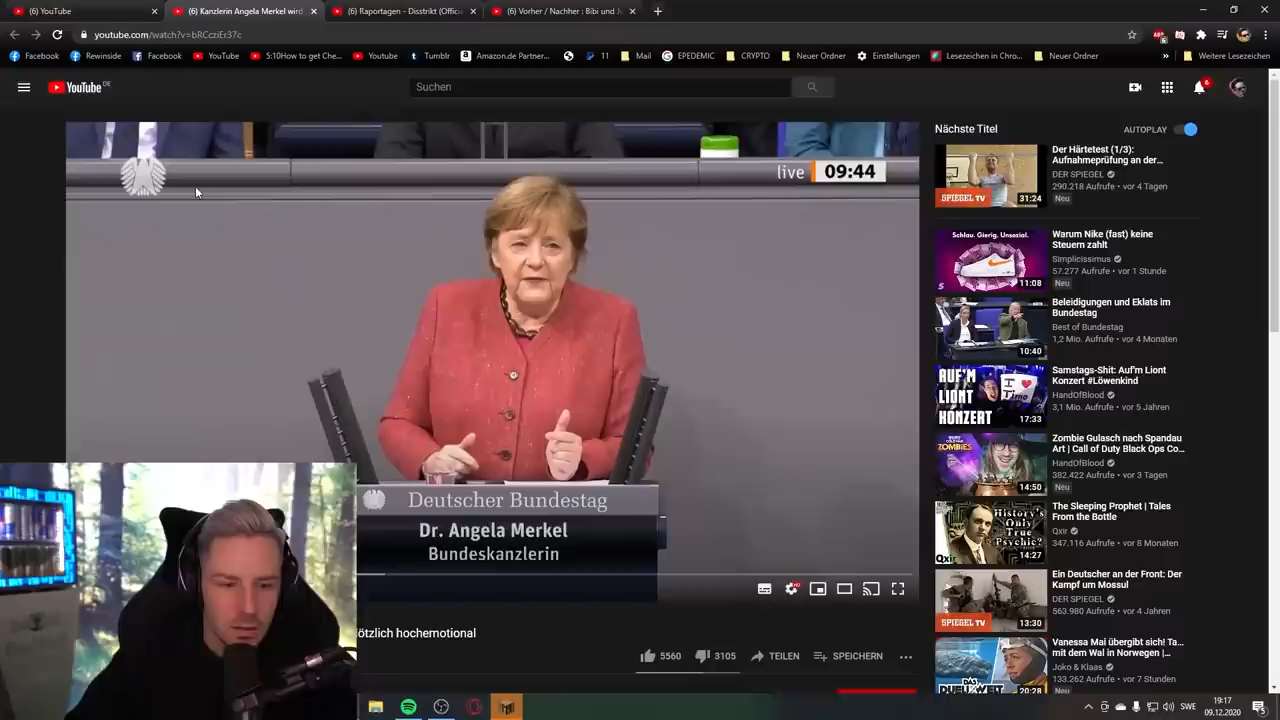 (6) YouTube
(6) Kanzlerin Angela Merkel wird
(6) Raportagen - Disstrikt (Offic
(6) Vorher / Nachher : Bibi und J
youtube.com/watch?v=bRCcziEr37c
Facebook
Rewinside
Facebook
YouTube
5:10How to get Che...
Youtube
Tumblr
Amazon.de Partner...
11
Mail
EPEDEMIC
CRYPTO
Neuer Ordner
Einstellungen
Lesezeichen in Chro...
Neuer Ordner
»
Weitere Lesezeichen
YouTube DE
Suchen
6
live 09:44
Deutscher Bundestag
Dr. Angela Merkel
Bundeskanzlerin
HD
ötzlich hochemotional
5560
3105
TEILEN
SPEICHERN
Nächste Titel
AUTOPLAY
SPIEGEL TV
31:24
Der Härtetest (1/3):
Aufnahmeprüfung an der...
DER SPIEGEL
290.218 Aufrufe • vor 4 Tagen
Neu
Schlau. Gierig. Unsozial.
S
11:08
Warum Nike (fast) keine
Steuern zahlt
Simplicissimus
57.277 Aufrufe • vor 1 Stunde
Neu
10:40
Beleidigungen und Eklats im
Bundestag
Best of Bundestag
1,2 Mio. Aufrufe • vor 4 Monaten
AUF'M
LIONT
KONZERT
I ♥
Timo
17:33
Samstags-Shit: Auf'm Liont
Konzert #Löwenkind
HandOfBlood
3,1 Mio. Aufrufe • vor 5 Jahren
ZOMBIES
14:50
Zombie Gulasch nach Spandau
Art | Call of Duty Black Ops Co...
HandOfBlood
382.422 Aufrufe • vor 3 Tagen
Neu
History's
Only
True
Psychic?
Qxir
14:27
The Sleeping Prophet | Tales
From the Bottle
Qxir
347.116 Aufrufe • vor 8 Monaten
SPIEGEL TV
13:30
Ein Deutscher an der Front: Der
Kampf um Mossul
DER SPIEGEL
563.980 Aufrufe • vor 4 Jahren
DAS
DUELL
WELT
20:28
Vanessa Mai übergibt sich! Ta...
mit dem Wal in Norwegen |...
Joko & Klaas
vor 7 Stunden
Neu
SWE
19:17
09.12.2020